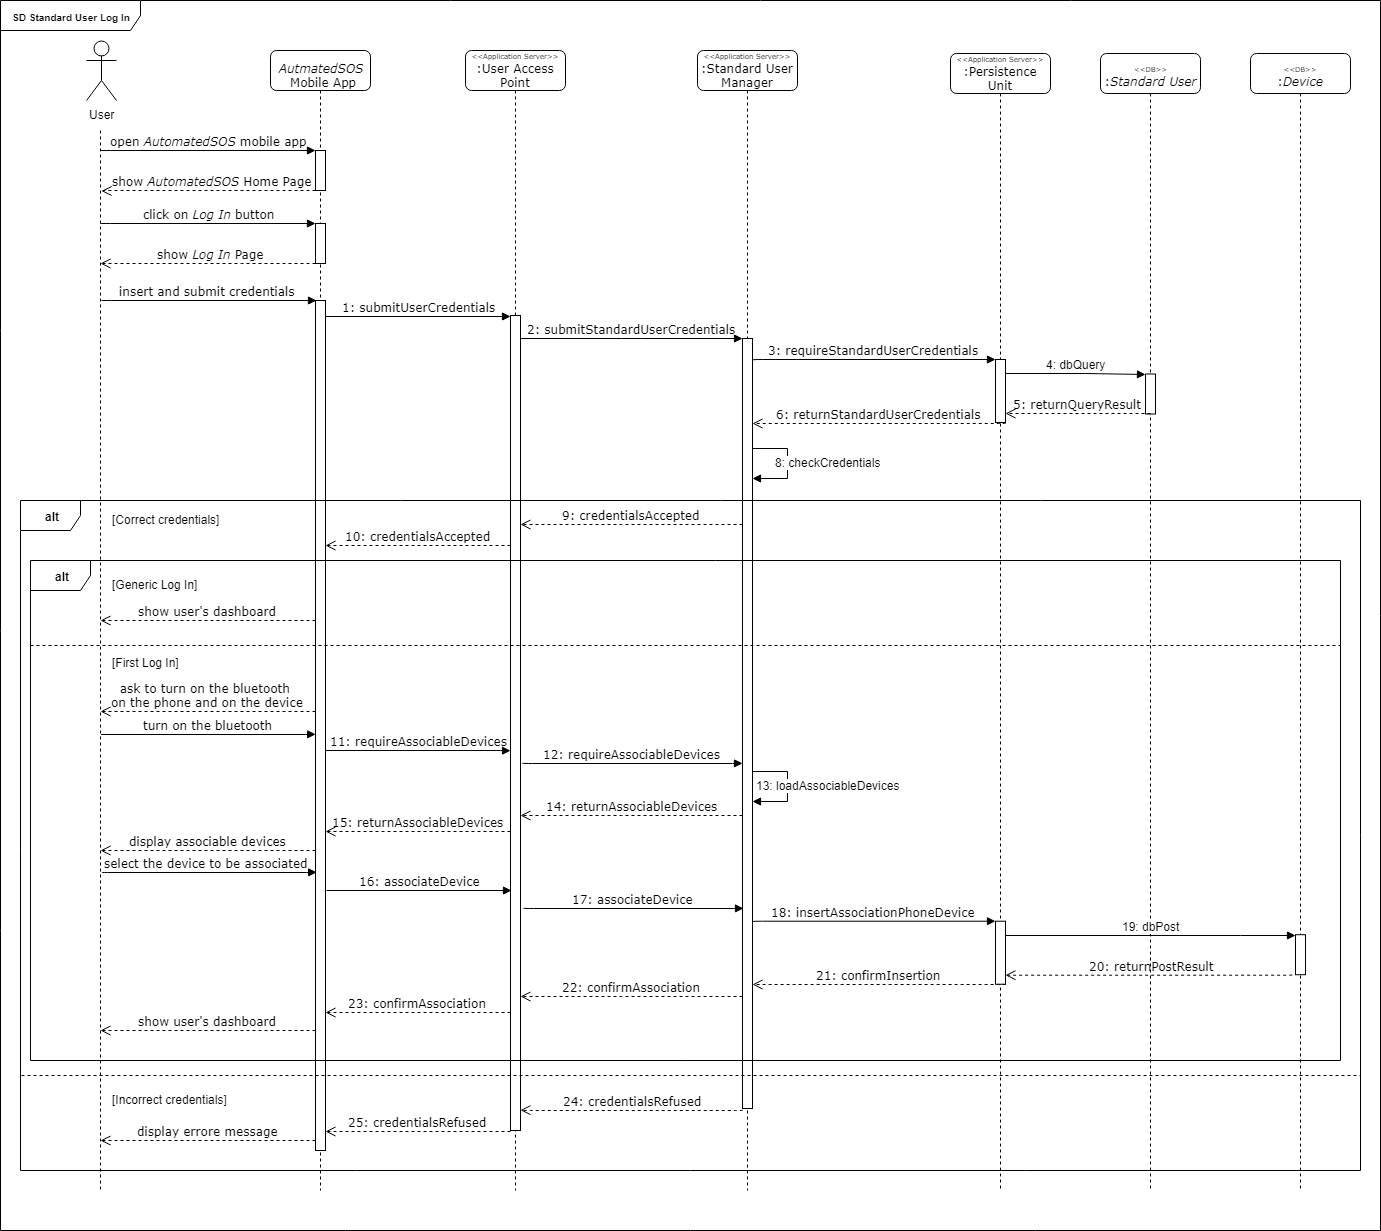 SD Standard User Log In
User
AutmatedSOS
Mobile App
<<Application Server>>
:User Access
Point
<<Application Server>>
:Standard User
Manager
<<Application Server>>
:Persistence
Unit
<<DB>>
:Standard User
<<DB>>
:Device
open AutomatedSOS mobile app
show AutomatedSOS Home Page
click on Log In button
show Log In Page
insert and submit credentials
1: submitUserCredentials
2: submitStandardUserCredentials
3: requireStandardUserCredentials
4: dbQuery
5: returnQueryResult
6: returnStandardUserCredentials
8: checkCredentials
alt
[Correct credentials]
9: credentialsAccepted
10: credentialsAccepted
alt
[Generic Log In]
show user's dashboard
[First Log In]
ask to turn on the bluetooth
on the phone and on the device
turn on the bluetooth
11: requireAssociableDevices
12: requireAssociableDevices
13: loadAssociableDevices
14: returnAssociableDevices
15: returnAssociableDevices
display associable devices
select the device to be associated
16: associateDevice
17: associateDevice
18: insertAssociationPhoneDevice
19: dbPost
20: returnPostResult
21: confirmInsertion
22: confirmAssociation
23: confirmAssociation
show user's dashboard
[Incorrect credentials]
24: credentialsRefused
25: credentialsRefused
display errore message